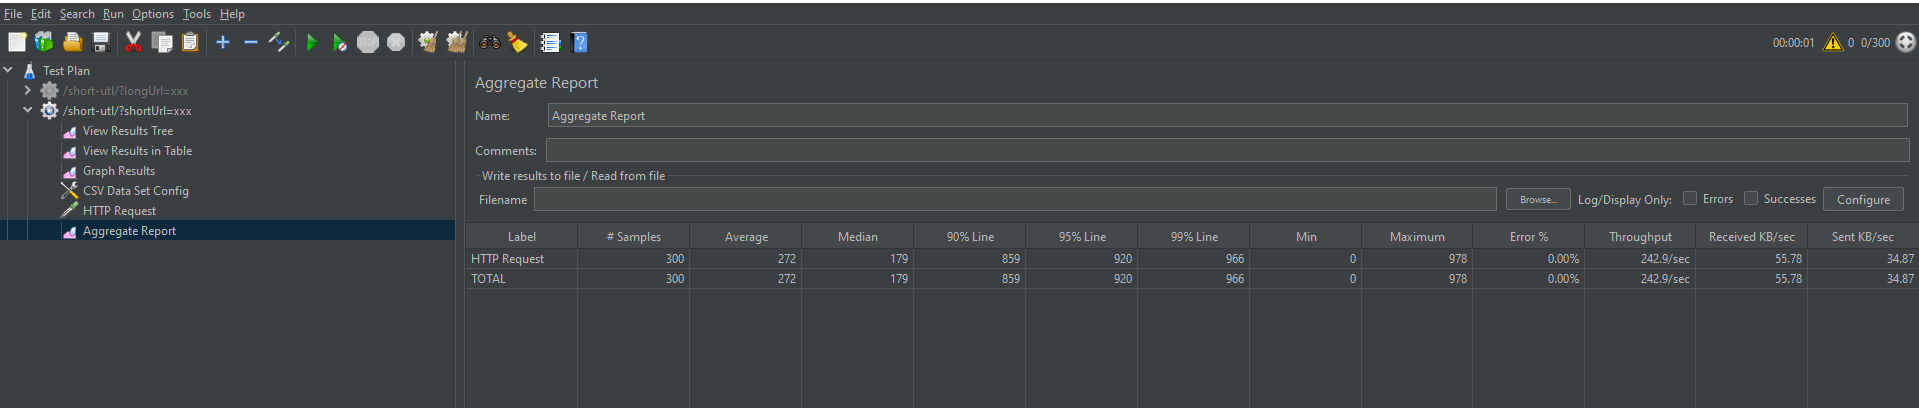 File Edit Search Run Options Tools Help
STOP
00:00:01 0 0/300
Test Plan
/short-utl/?longUrl=xxx
/short-utl/?shortUrl=xxx
View Results Tree
View Results in Table
Graph Results
CSV Data Set Config
HTTP Request
Aggregate Report
Aggregate Report
Name: Aggregate Report
Comments:
Write results to file / Read from file
Filename Browse... Log/Display Only: Errors Successes Configure
Label # Samples Average Median 90% Line 95% Line 99% Line Min Maximum Error % Throughput Received KB/sec Sent KB/sec
HTTP Request 300 272 179 859 920 966 0 978 0.00% 242.9/sec 55.78 34.87
TOTAL 300 272 179 859 920 966 0 978 0.00% 242.9/sec 55.78 34.87